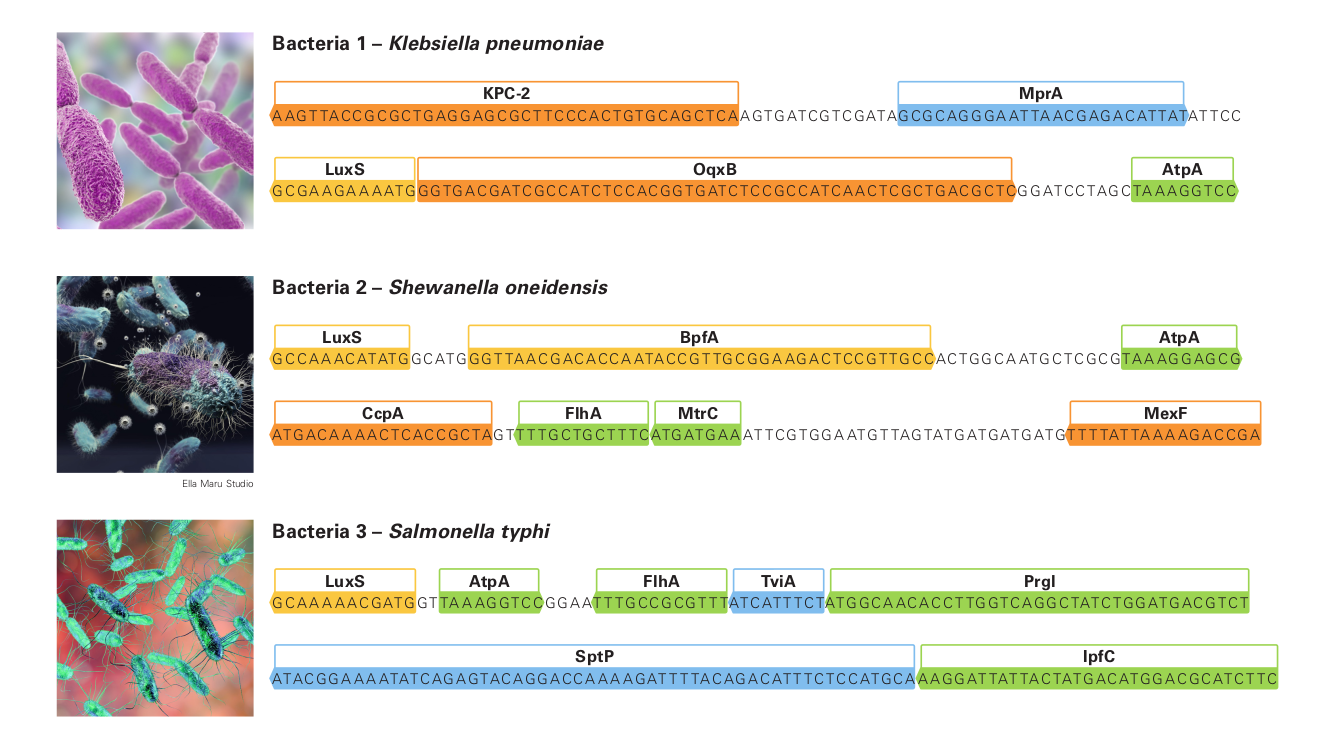 Bacteria 1 – Klebsiella pneumoniae
KPC-2 MprA
AAGTTACCGCGCTGAGGAGCGCTTCCCACTGTGCAGCTCAAGTGATCGTCGATAGCGCAGGGAATTAACGAGACATTATATTCC
LuxS OqxB AtpA
GCGAAGAAAATGGGTGACGATCGCCATCTCCACGGTGATCTCCGCCATCAACTCGCTGACGCTCGGATCCTAGCTAAAGGTCC
Bacteria 2 – Shewanella oneidensis
LuxS BpfA AtpA
GCCAAACATATGGCATGGGTTAACGACACCAATACCGTTGCGGAAGACTCCGTTGCCACTGGCAATGCTCGCGTAAAGGAGCG
CcpA FlhA MtrC MexF
ATGACAAAACTCACCGCTAGTTTTGCTGCTTTCATGATGAAATTCGTGGAATGTTAGTATGATGATGATGTTTTATTAAAAGACCGA
Ella Maru Studio
Bacteria 3 – Salmonella typhi
LuxS AtpA FlhA TviA PrgI
GCAAAAACGATGGTTAAAGGTCCGGAATTTGCCGCGTTTATCATTTCTATGGCAACACCTTGGTCAGGCTATCTGGATGACGTCT
SptP IpfC
ATACGGAAAATATCAGAGTACAGGACCAAAAGATTTTACAGACATTTCTCCATGCAAAGGATTATTACTATGACATGGACGCATCTTC